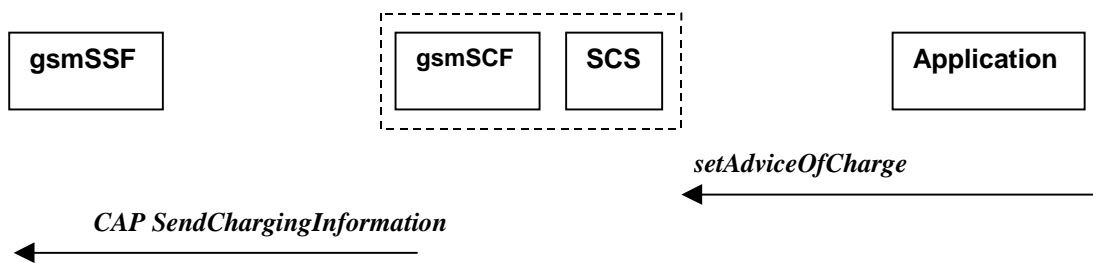 gsmSSF
gsmSCF
SCS
Application
setAdviceOfCharge
CAP SendChargingInformation